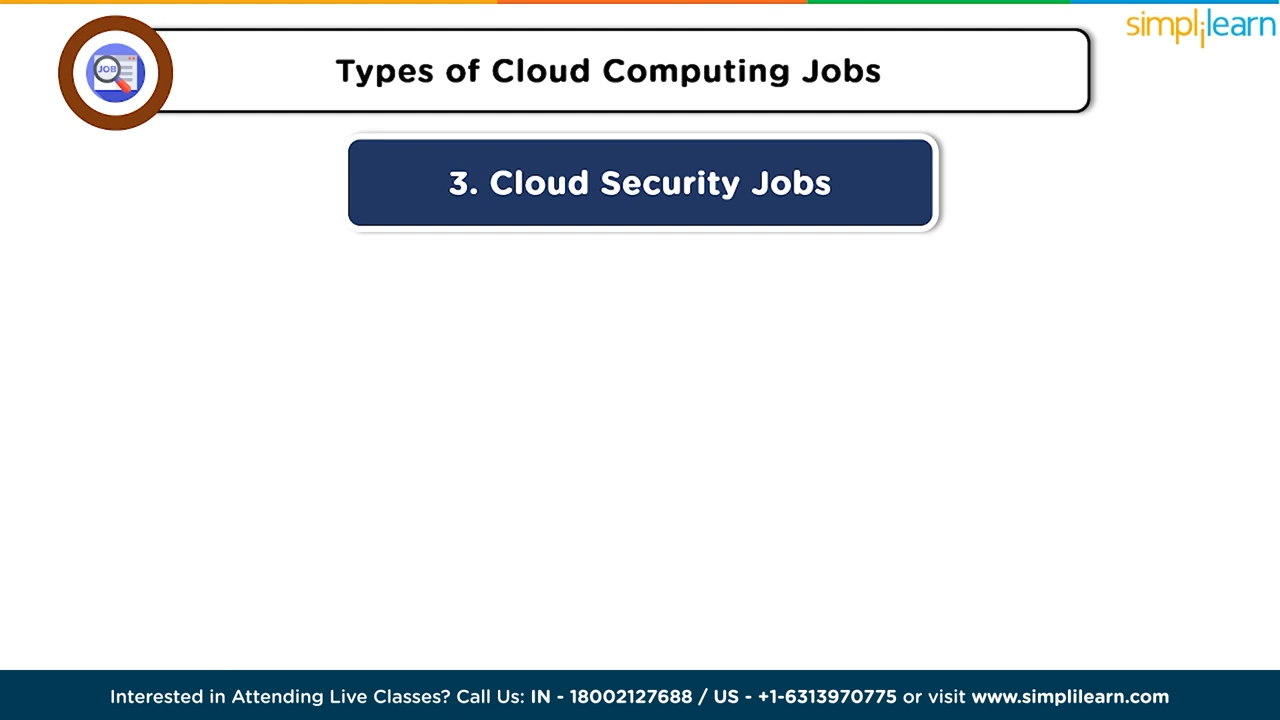 simplilearn
JOB
Types of Cloud Computing Jobs
3. Cloud Security Jobs
Interested in Attending Live Classes? Call Us: IN - 18002127688 / US - +1-6313970775 or visit www.simplilearn.com